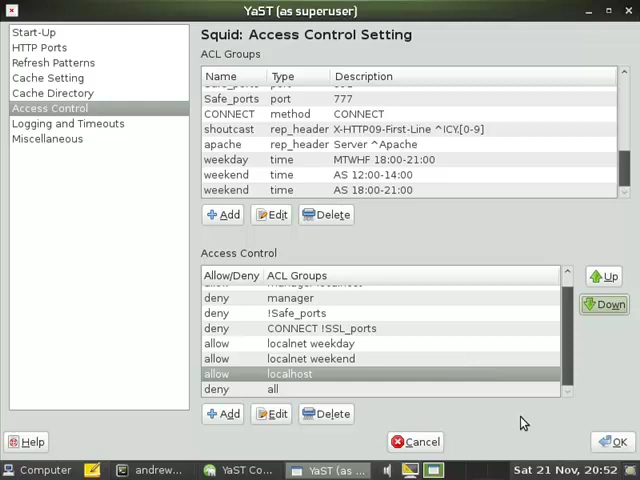 YaST (as superuser)
Start-Up
HTTP Ports
Refresh Patterns
Cache Setting
Cache Directory
Access Control
Logging and Timeouts
Miscellaneous
Squid: Access Control Setting
ACL Groups
Name Type Description
Safe_ports port 777
CONNECT method CONNECT
shoutcast rep_header X-HTTP09-First-Line ^ICY.[0-9]
apache rep_header Server ^Apache
weekday time MTWHF 18:00-21:00
weekend time AS 12:00-14:00
weekend time AS 18:00-21:00
Add Edit Delete
Access Control
Allow/Deny ACL Groups
allow manager localhost
deny manager
deny !Safe_ports
deny CONNECT !SSL_ports
allow localnet weekday
allow localnet weekend
allow localhost
deny all
Up
Down
Add Edit Delete
Help Cancel OK
Computer andrew... YaST Co... YaST (as ... Sat 21 Nov, 20:52